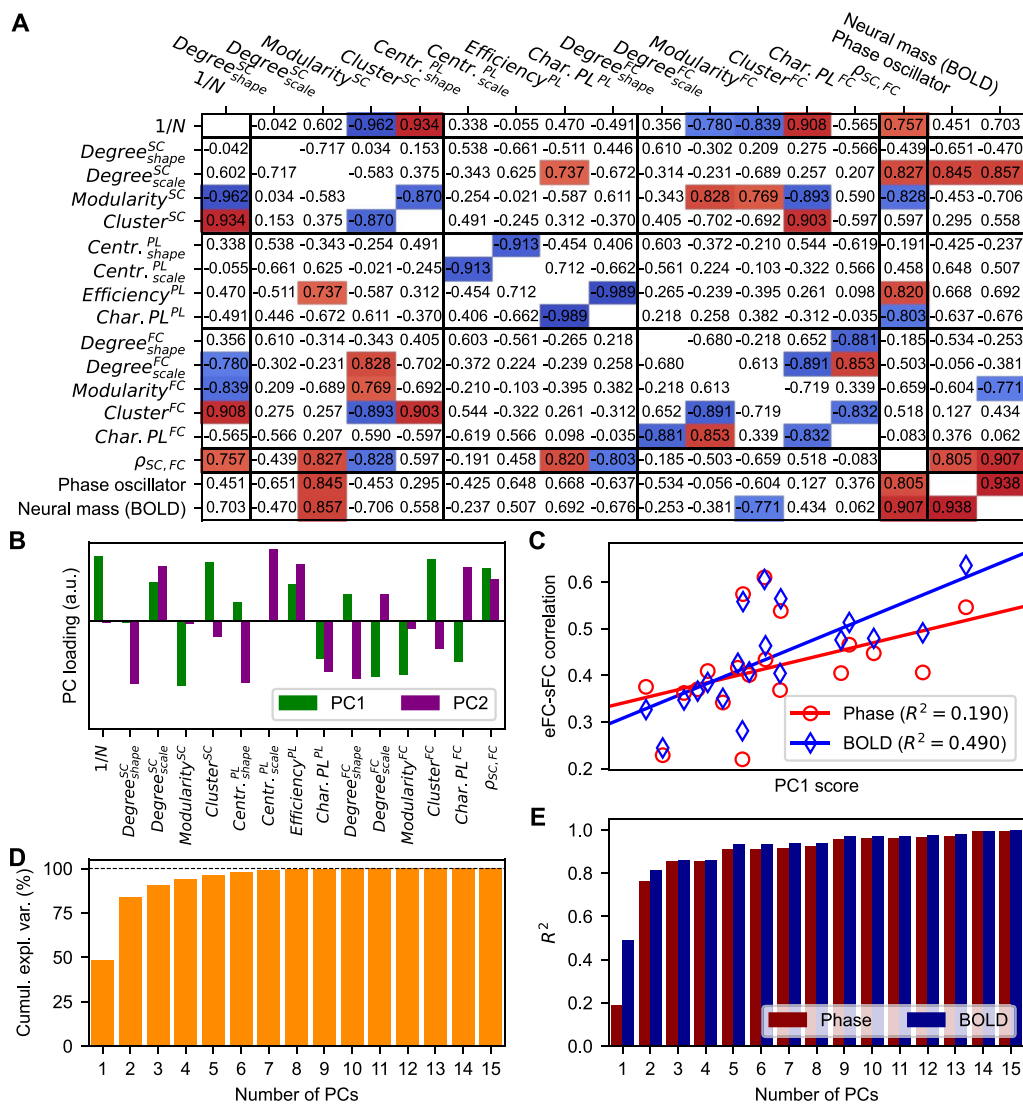 A
1/N
Degree^SC_shape
Degree^SC_scale
Modularity^SC
Cluster^SC
Centr.^PL_shape
Centr.^PL_scale
Efficiency^PL
Char. PL^PL
Degree^FC_shape
Degree^FC_scale
Modularity^FC
Cluster^FC
Char. PL^FC
ρ_SC, FC
Phase oscillator
Neural mass (BOLD)
1/N -0.042 0.602 -0.962 0.934 0.338 -0.055 0.470 -0.491 0.356 -0.780 -0.839 0.908 -0.565 0.757 0.451 0.703
Degree^SC_shape -0.042 -0.717 0.034 0.153 0.538 -0.661 -0.511 0.446 0.610 -0.302 0.209 0.275 -0.566 -0.439 -0.651 -0.470
Degree^SC_scale 0.602 -0.717 -0.583 0.375 -0.343 0.625 0.737 -0.672 -0.314 -0.231 -0.689 0.257 0.207 0.827 0.845 0.857
Modularity^SC -0.962 0.034 -0.583 -0.870 -0.254 -0.021 -0.587 0.611 -0.343 0.828 0.769 -0.893 0.590 -0.828 -0.453 -0.706
Cluster^SC 0.934 0.153 0.375 -0.870 0.491 -0.245 0.312 -0.370 0.405 -0.702 -0.692 0.903 -0.597 0.597 0.295 0.558
Centr.^PL_shape 0.338 0.538 -0.343 -0.254 0.491 -0.913 -0.454 0.406 0.603 -0.372 -0.210 0.544 -0.619 -0.191 -0.425 -0.237
Centr.^PL_scale -0.055 -0.661 0.625 -0.021 -0.245 -0.913 0.712 -0.662 -0.561 0.224 -0.103 -0.322 0.566 0.458 0.648 0.507
Efficiency^PL 0.470 -0.511 0.737 -0.587 0.312 -0.454 0.712 -0.989 -0.265 -0.239 -0.395 0.261 0.098 0.820 0.668 0.692
Char. PL^PL -0.491 0.446 -0.672 0.611 -0.370 0.406 -0.662 -0.989 0.218 0.258 0.382 -0.312 -0.035 -0.803 -0.637 -0.676
Degree^FC_shape 0.356 0.610 -0.314 -0.343 0.405 0.603 -0.561 -0.265 0.218 -0.680 -0.218 0.652 -0.881 -0.185 -0.534 -0.253
Degree^FC_scale -0.780 -0.302 -0.231 0.828 -0.702 -0.372 0.224 -0.239 0.258 -0.680 0.613 -0.891 0.853 -0.503 -0.056 -0.381
Modularity^FC -0.839 0.209 -0.689 0.769 -0.692 -0.210 -0.103 -0.395 0.382 -0.218 0.613 -0.719 0.339 -0.659 -0.604 -0.771
Cluster^FC 0.908 0.275 0.257 -0.893 0.903 0.544 -0.322 0.261 -0.312 0.652 -0.891 -0.719 -0.832 0.518 0.127 0.434
Char. PL^FC -0.565 -0.566 0.207 0.590 -0.597 -0.619 0.566 0.098 -0.035 -0.881 0.853 0.339 -0.832 -0.083 0.376 0.062
ρ_SC, FC 0.757 -0.439 0.827 -0.828 0.597 -0.191 0.458 0.820 -0.803 -0.185 -0.503 -0.659 0.518 -0.083 0.805 0.907
Phase oscillator 0.451 -0.651 0.845 -0.453 0.295 -0.425 0.648 0.668 -0.637 -0.534 -0.056 -0.604 0.127 0.376 0.805 0.938
Neural mass (BOLD) 0.703 -0.470 0.857 -0.706 0.558 -0.237 0.507 0.692 -0.676 -0.253 -0.381 -0.771 0.434 0.062 0.907 0.938
B
PC loading (a.u.)
PC1 PC2
1/N
Degree^SC_shape
Degree^SC_scale
Modularity^SC
Cluster^SC
Centr.^PL_shape
Centr.^PL_scale
Efficiency^PL
Char. PL^PL
Degree^FC_shape
Degree^FC_scale
Modularity^FC
Cluster^FC
Char. PL^FC
ρ_SC, FC
C
eFC-sFC correlation
0.6
0.5
0.4
0.3
0.2
Phase (R² = 0.190)
BOLD (R² = 0.490)
PC1 score
D
Cumul. expl. var. (%)
100
75
50
25
0
1 2 3 4 5 6 7 8 9 10 11 12 13 14 15
Number of PCs
E
R²
1.0
0.8
0.6
0.4
0.2
0.0
Phase BOLD
1 2 3 4 5 6 7 8 9 10 11 12 13 14 15
Number of PCs